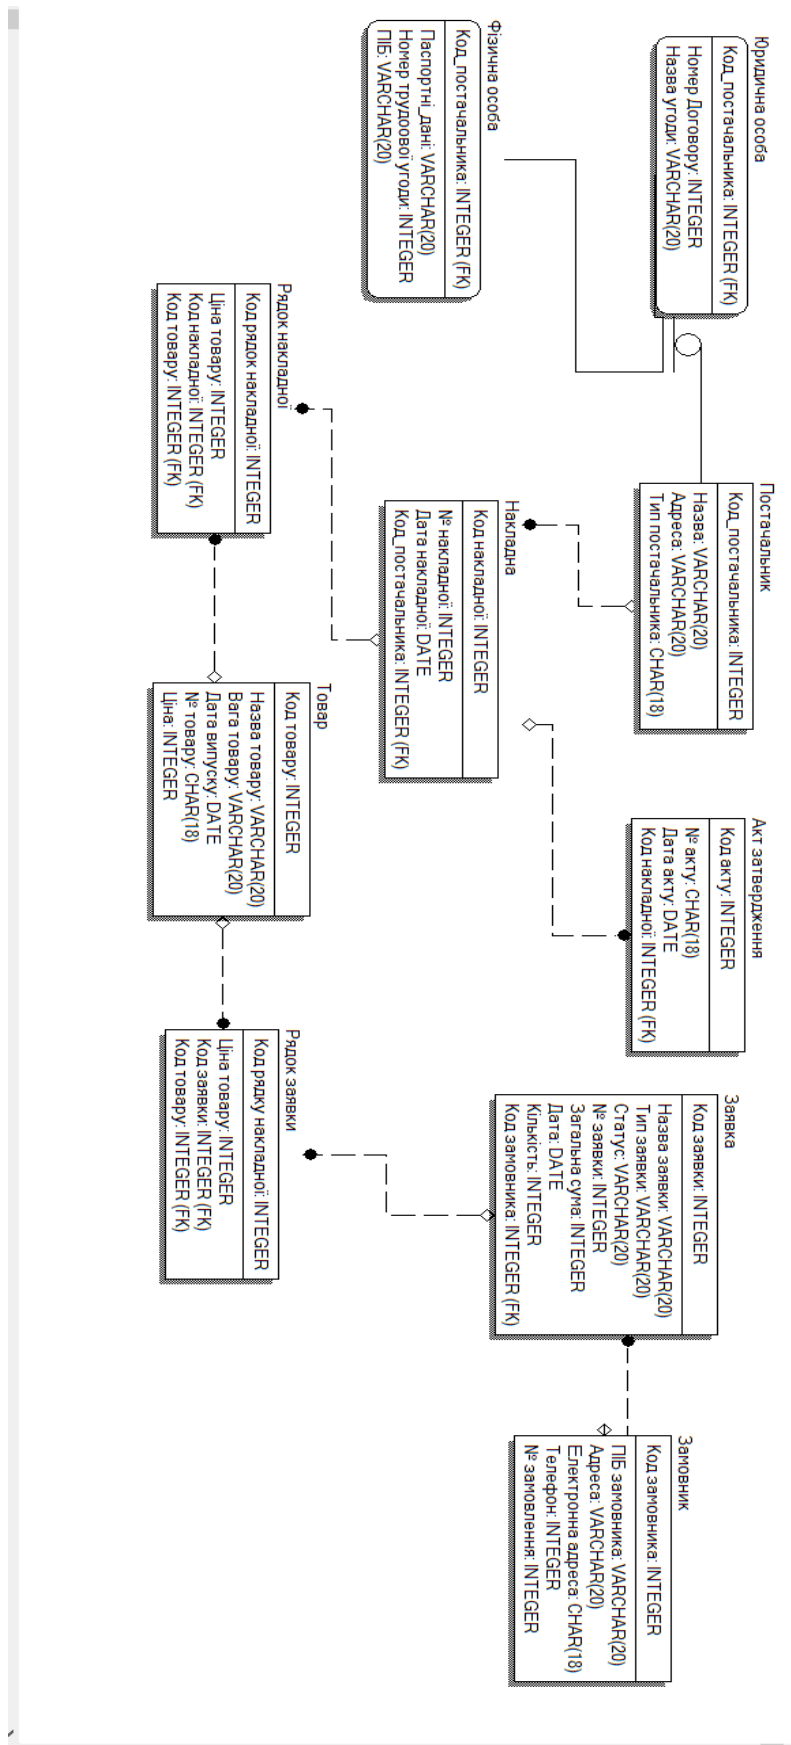 Юридична особа
Код_постачальника: INTEGER (FK)
Номер Договору: INTEGER
Назва угоди: VARCHAR(20)
Постачальник
Код_постачальника: INTEGER
Назва: VARCHAR(20)
Адреса: VARCHAR(20)
Тип постачальника: CHAR(18)
Акт затвердження
Код акту: INTEGER
№ акту: CHAR(18)
Дата акту: DATE
Код накладної: INTEGER (FK)
Заявка
Код заявки: INTEGER
Назва заявки: VARCHAR(20)
Тип заявки: VARCHAR(20)
Статус: VARCHAR(20)
№ заявки: INTEGER
Загальна сума: INTEGER
Дата: DATE
Кількість: INTEGER
Код замовника: INTEGER (FK)
Замовник
Код замовника: INTEGER
ПІБ замовника: VARCHAR(20)
Адреса: VARCHAR(20)
Електронна адреса: CHAR(18)
Телефон: INTEGER
№ замовлення: INTEGER
Фізична особа
Код_постачальника: INTEGER (FK)
Паспортні_дані: VARCHAR(20)
Номер трудоової угоди: INTEGER
ПІБ: VARCHAR(20)
Накладна
Код накладної: INTEGER
№ накладної: INTEGER
Дата накладної: DATE
Код_постачальника: INTEGER (FK)
Рядок накладної
Код рядок накладної: INTEGER
Ціна товару: INTEGER
Код накладної: INTEGER (FK)
Код товару: INTEGER (FK)
Товар
Код товару: INTEGER
Назва товару: VARCHAR(20)
Вага товару: VARCHAR(20)
Дата випуску: DATE
№ товару: CHAR(18)
Ціна: INTEGER
Рядок заявки
Код рядку накладної: INTEGER
Ціна товару: INTEGER
Код заявки: INTEGER (FK)
Код товару: INTEGER (FK)